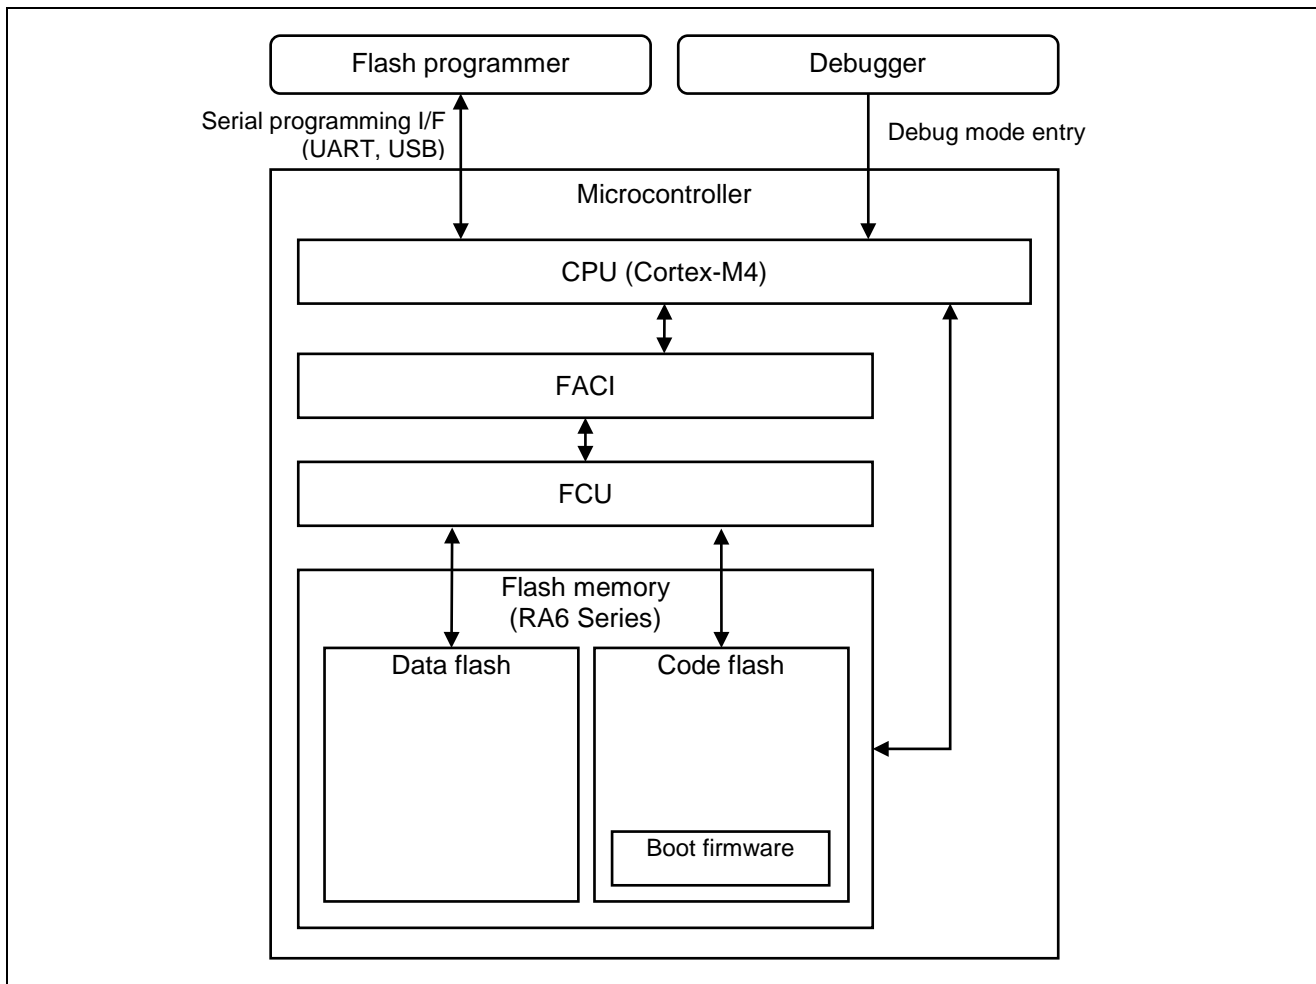 Flash programmer
Debugger
Serial programming I/F
(UART, USB)
Debug mode entry
Microcontroller
CPU (Cortex-M4)
FACI
FCU
Flash memory
(RA6 Series)
Data flash
Code flash
Boot firmware